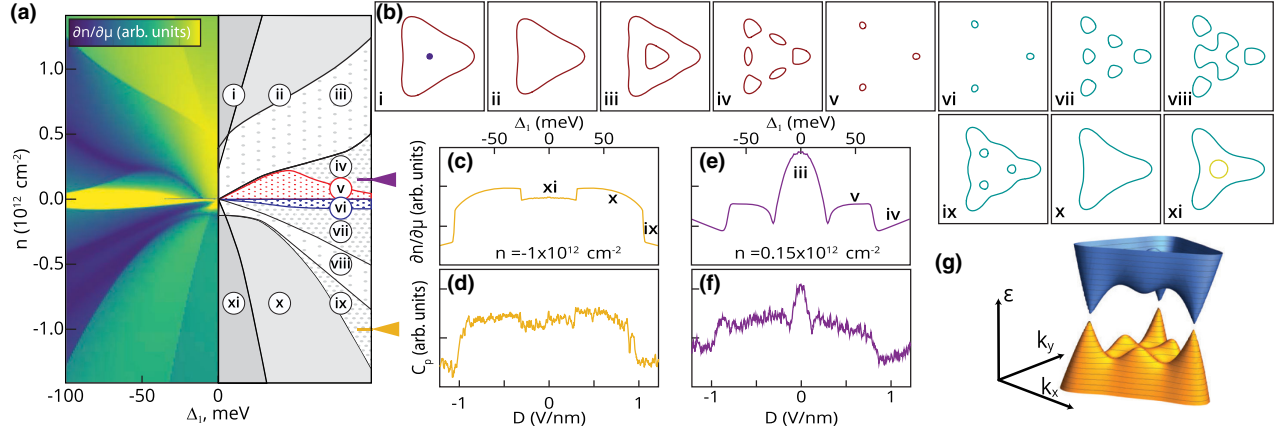 (a)
∂n/∂μ (arb. units)
1.0
0.5
0.0
-0.5
-1.0
n (10¹² cm⁻²)
-100
-50
0
Δ₁, meV
i
ii
iii
iv
v
vi
vii
viii
ix
x
xi
(b)
i
ii
iii
iv
v
vi
vii
viii
ix
x
xi
Δ₁ (meV)
-50 0 50
(c)
∂n/∂μ (arb. units)
xi
x
ix
n =-1x10¹² cm⁻²
(d)
C_p (arb. units)
-1 0 1
D (V/nm)
Δ₁ (meV)
-50 0 50
(e)
iii
v
iv
n =0.15x10¹² cm⁻²
(f)
-1 0 1
D (V/nm)
(g)
ε
k_y
k_x